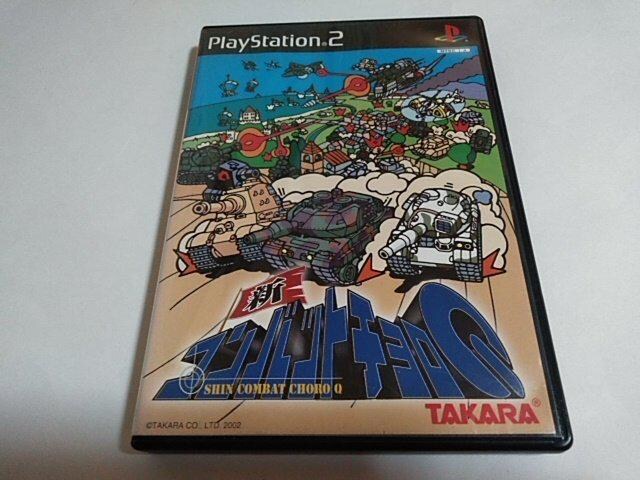 PlayStation®2
NTSC J
新
コンバットチョロQ
SHIN COMBAT CHORO Q
TAKARA®
©TAKARA CO., LTD. 2002